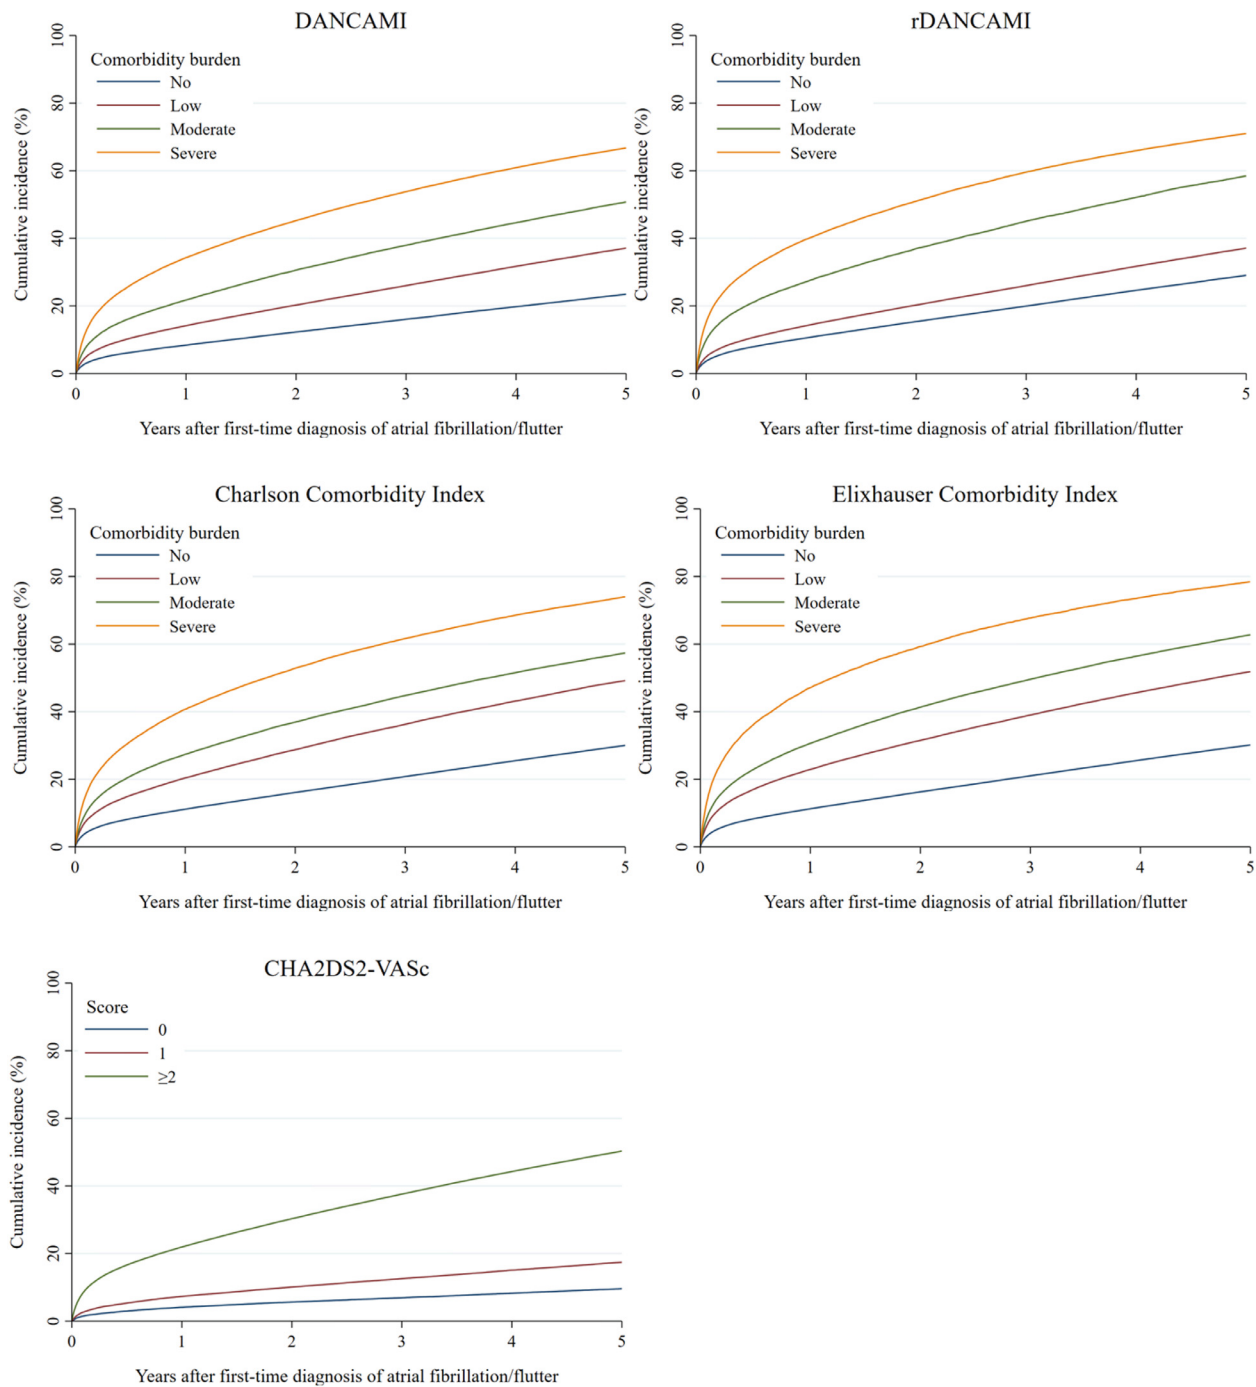 DANCAMI
Cumulative incidence (%)
100
80
60
40
20
0
Comorbidity burden
No
Low
Moderate
Severe
0 1 2 3 4 5
Years after first-time diagnosis of atrial fibrillation/flutter
rDANCAMI
Cumulative incidence (%)
100
80
60
40
20
0
Comorbidity burden
No
Low
Moderate
Severe
0 1 2 3 4 5
Years after first-time diagnosis of atrial fibrillation/flutter
Charlson Comorbidity Index
Cumulative incidence (%)
100
80
60
40
20
0
Comorbidity burden
No
Low
Moderate
Severe
0 1 2 3 4 5
Years after first-time diagnosis of atrial fibrillation/flutter
Elixhauser Comorbidity Index
Cumulative incidence (%)
100
80
60
40
20
0
Comorbidity burden
No
Low
Moderate
Severe
0 1 2 3 4 5
Years after first-time diagnosis of atrial fibrillation/flutter
CHA2DS2-VASc
Cumulative incidence (%)
100
80
60
40
20
0
Score
0
1
≥2
0 1 2 3 4 5
Years after first-time diagnosis of atrial fibrillation/flutter